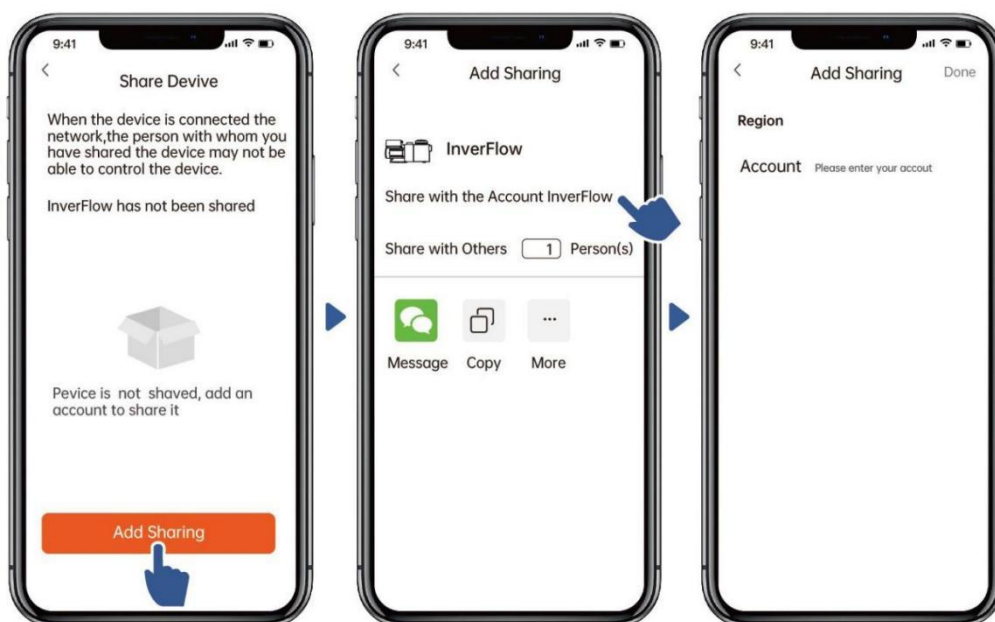 9:41
Share Devive
When the device is connected the
network,the person with whom you
have shared the device may not be
able to control the device.
InverFlow has not been shared
Pevice is not shaved, add an
account to share it
Add Sharing
9:41
Add Sharing
InverFlow
Share with the Account InverFlow
Share with Others 1 Person(s)
Message Copy More
9:41
Add Sharing Done
Region
Account Please enter your accout